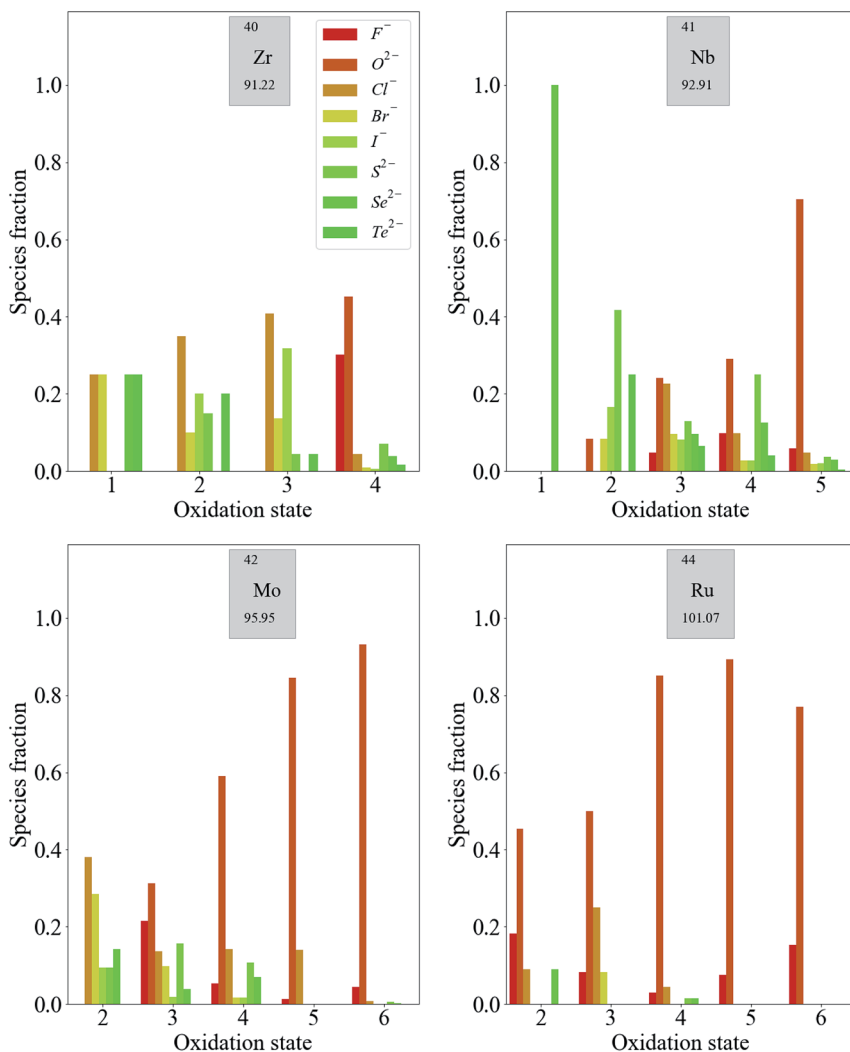 40
Zr
91.22
F−
O2−
Cl−
Br−
I−
S2−
Se2−
Te2−
1.0
0.8
0.6
0.4
0.2
0.0
Species fraction
1 2 3 4
Oxidation state
41
Nb
92.91
1.0
0.8
0.6
0.4
0.2
0.0
Species fraction
1 2 3 4 5
Oxidation state
42
Mo
95.95
1.0
0.8
0.6
0.4
0.2
0.0
Species fraction
2 3 4 5 6
Oxidation state
44
Ru
101.07
1.0
0.8
0.6
0.4
0.2
0.0
Species fraction
2 3 4 5 6
Oxidation state